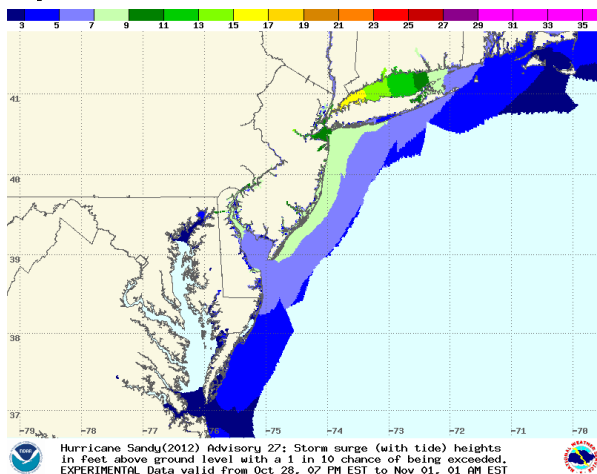 3 5 7 9 11 13 15 17 19 21 23 25 27 29 31 33 35
41
40
39
38
37
-79 -78 -77 -76 -75 -74 -73 -72 -71 -70
NOAA
Hurricane Sandy(2012) Advisory 27: Storm surge (with tide) heights
in feet above ground level with a 1 in 10 chance of being exceeded.
EXPERIMENTAL Data valid from Oct 28, 07 PM EST to Nov 01, 01 AM EST